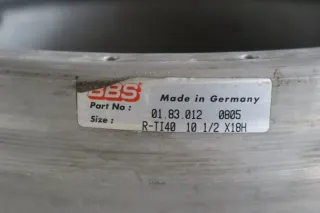 BBS Made in Germany
Part No : 01.83.012 0805
Size : R-TI40 10 1/2 X18H